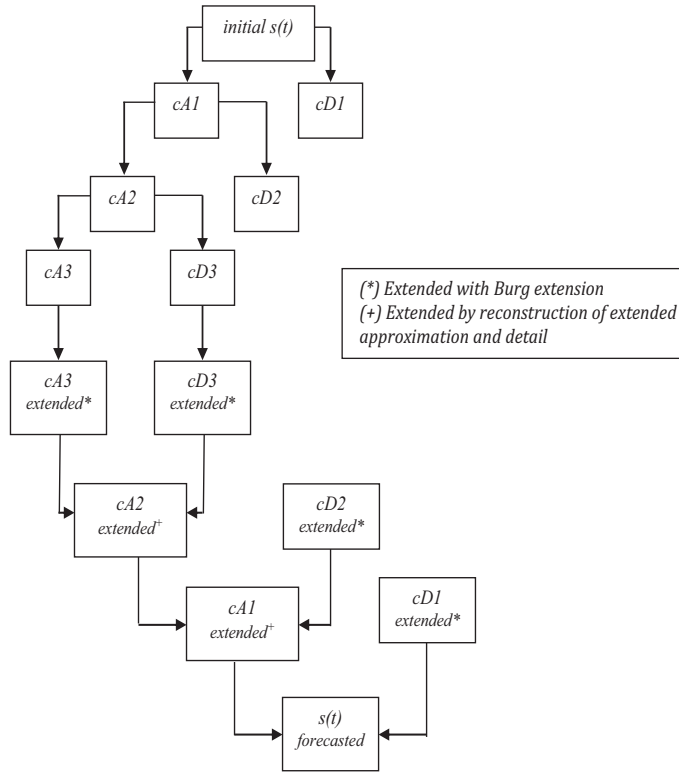 initial s(t)
cA1
cD1
cA2
cD2
cA3
cD3
(*) Extended with Burg extension
(+) Extended by reconstruction of extended
approximation and detail
cA3
extended*
cD3
extended*
cA2
extended+
cD2
extended*
cA1
extended+
cD1
extended*
s(t)
forecasted